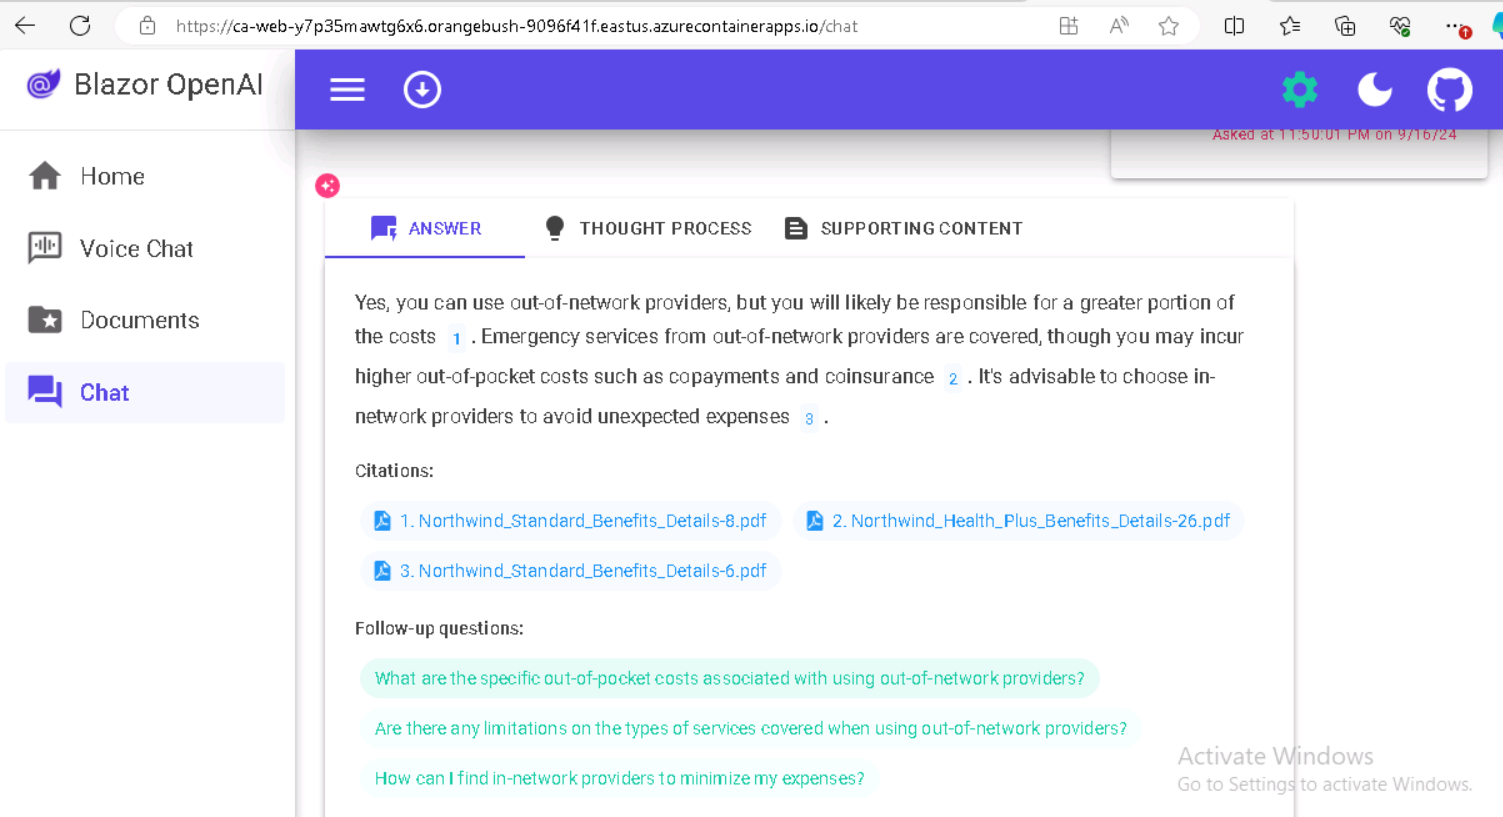 https://ca-web-y7p35mawtg6x6.orangebush-9096f41f.eastus.azurecontainerapps.io/chat
Blazor OpenAI
Asked at 11:50:01 PM on 9/16/24
Home
Voice Chat
Documents
Chat
ANSWER THOUGHT PROCESS SUPPORTING CONTENT
Yes, you can use out-of-network providers, but you will likely be responsible for a greater portion of
the costs 1 . Emergency services from out-of-network providers are covered, though you may incur
higher out-of-pocket costs such as copayments and coinsurance 2 . It's advisable to choose in-
network providers to avoid unexpected expenses 3 .
Citations:
1. Northwind_Standard_Benefits_Details-8.pdf 2. Northwind_Health_Plus_Benefits_Details-26.pdf
3. Northwind_Standard_Benefits_Details-6.pdf
Follow-up questions:
What are the specific out-of-pocket costs associated with using out-of-network providers?
Are there any limitations on the types of services covered when using out-of-network providers?
How can I find in-network providers to minimize my expenses?
Activate Windows
Go to Settings to activate Windows.